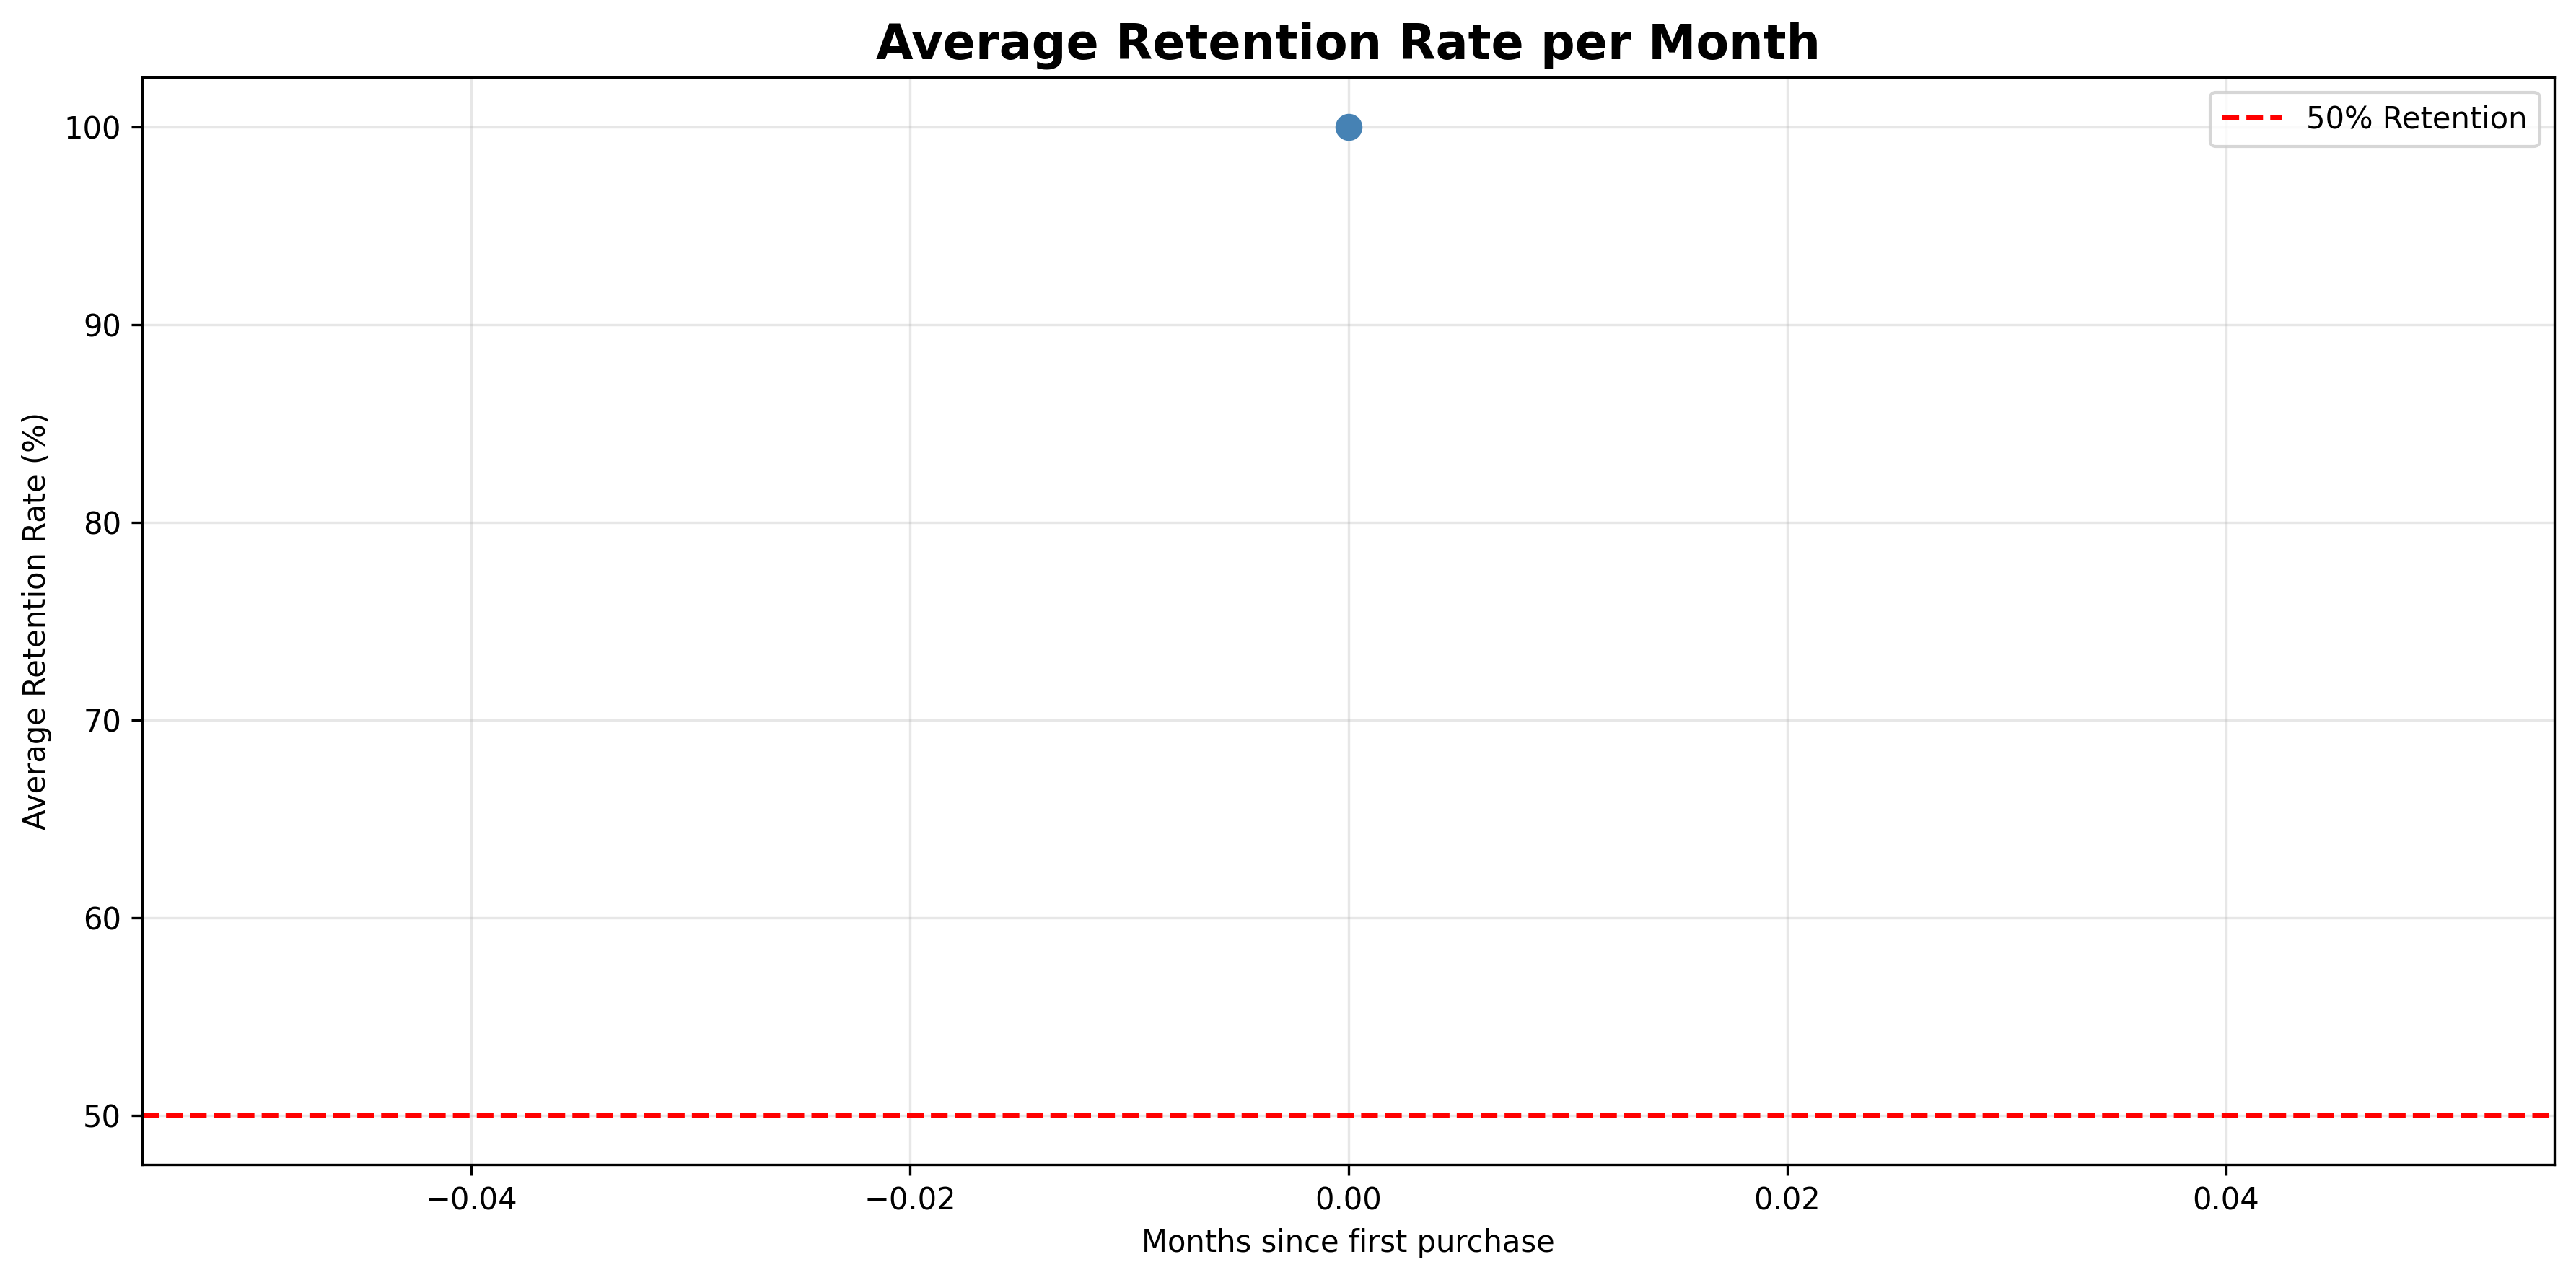 Average Retention Rate per Month
50% Retention
100
90
80
70
60
50
Average Retention Rate (%)
−0.04
−0.02
0.00
0.02
0.04
Months since first purchase